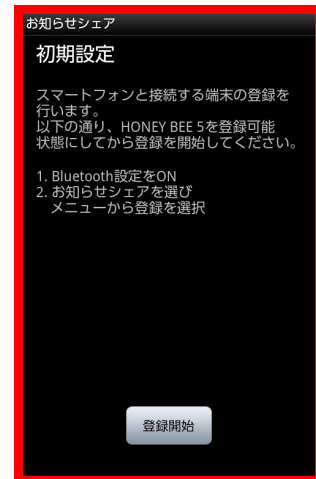 お知らせシェア
初期設定
スマートフォンと接続する端末の登録を
行います。
以下の通り、HONEY BEE 5を登録可能
状態にしてから登録を開始してください。
1. Bluetooth設定をON
2. お知らせシェアを選び
メニューから登録を選択
登録開始